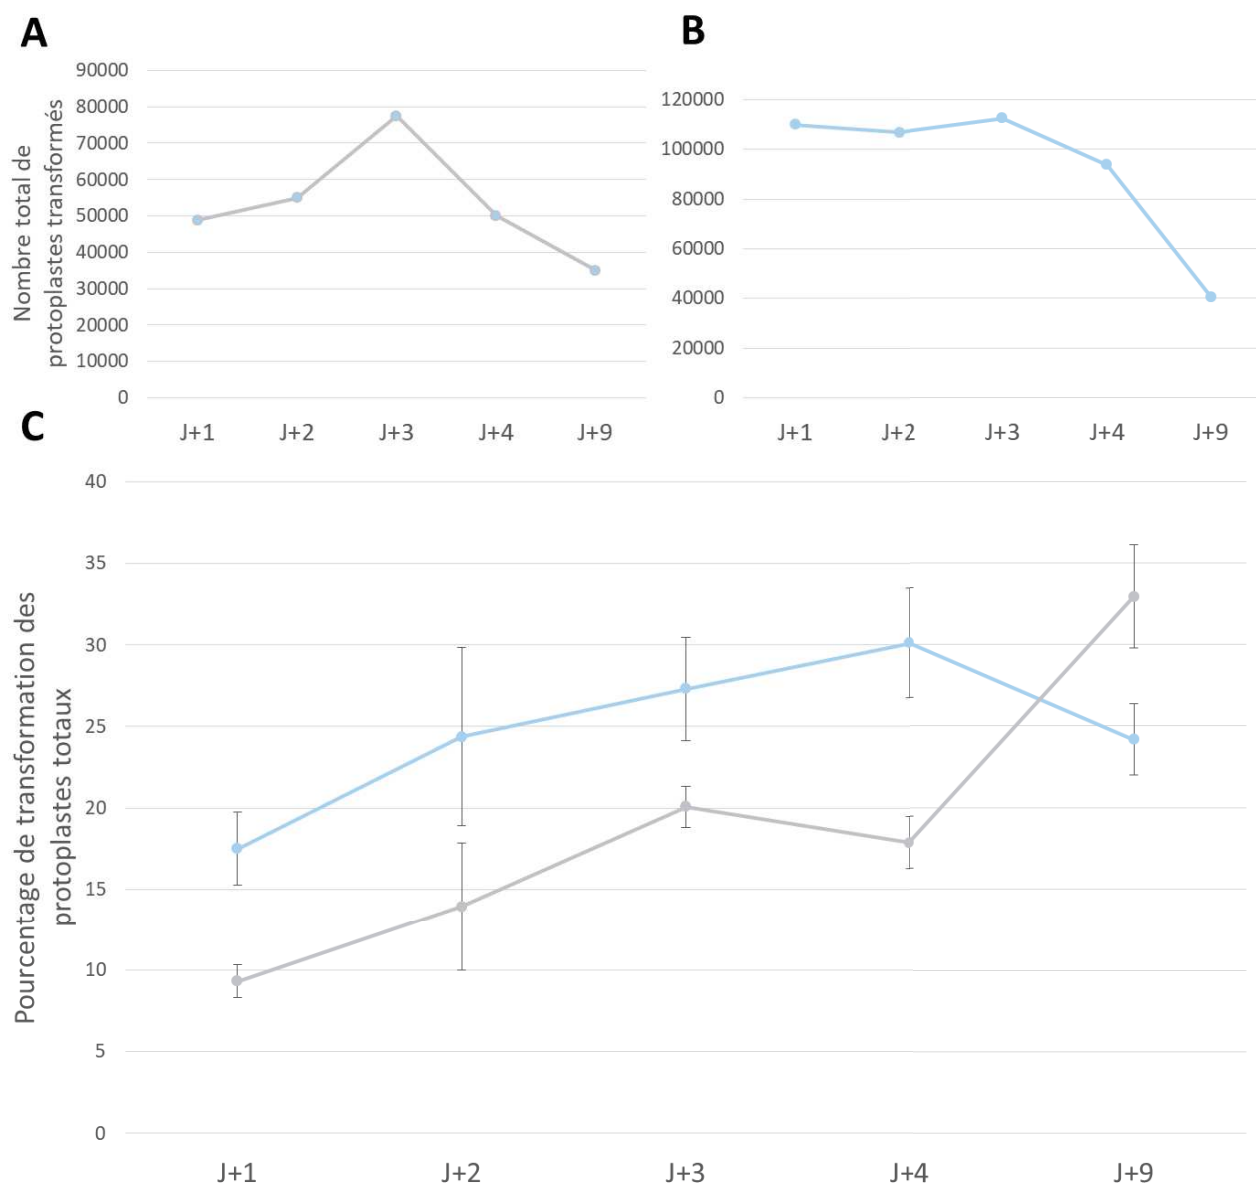 A
Nombre total de
protoplastes transformés
90000
80000
70000
60000
50000
40000
30000
20000
10000
0
J+1 J+2 J+3 J+4 J+9
B
120000
100000
80000
60000
40000
20000
0
J+1 J+2 J+3 J+4 J+9
C
Pourcentage de transformation des
protoplastes totaux
40
35
30
25
20
15
10
5
0
J+1 J+2 J+3 J+4 J+9